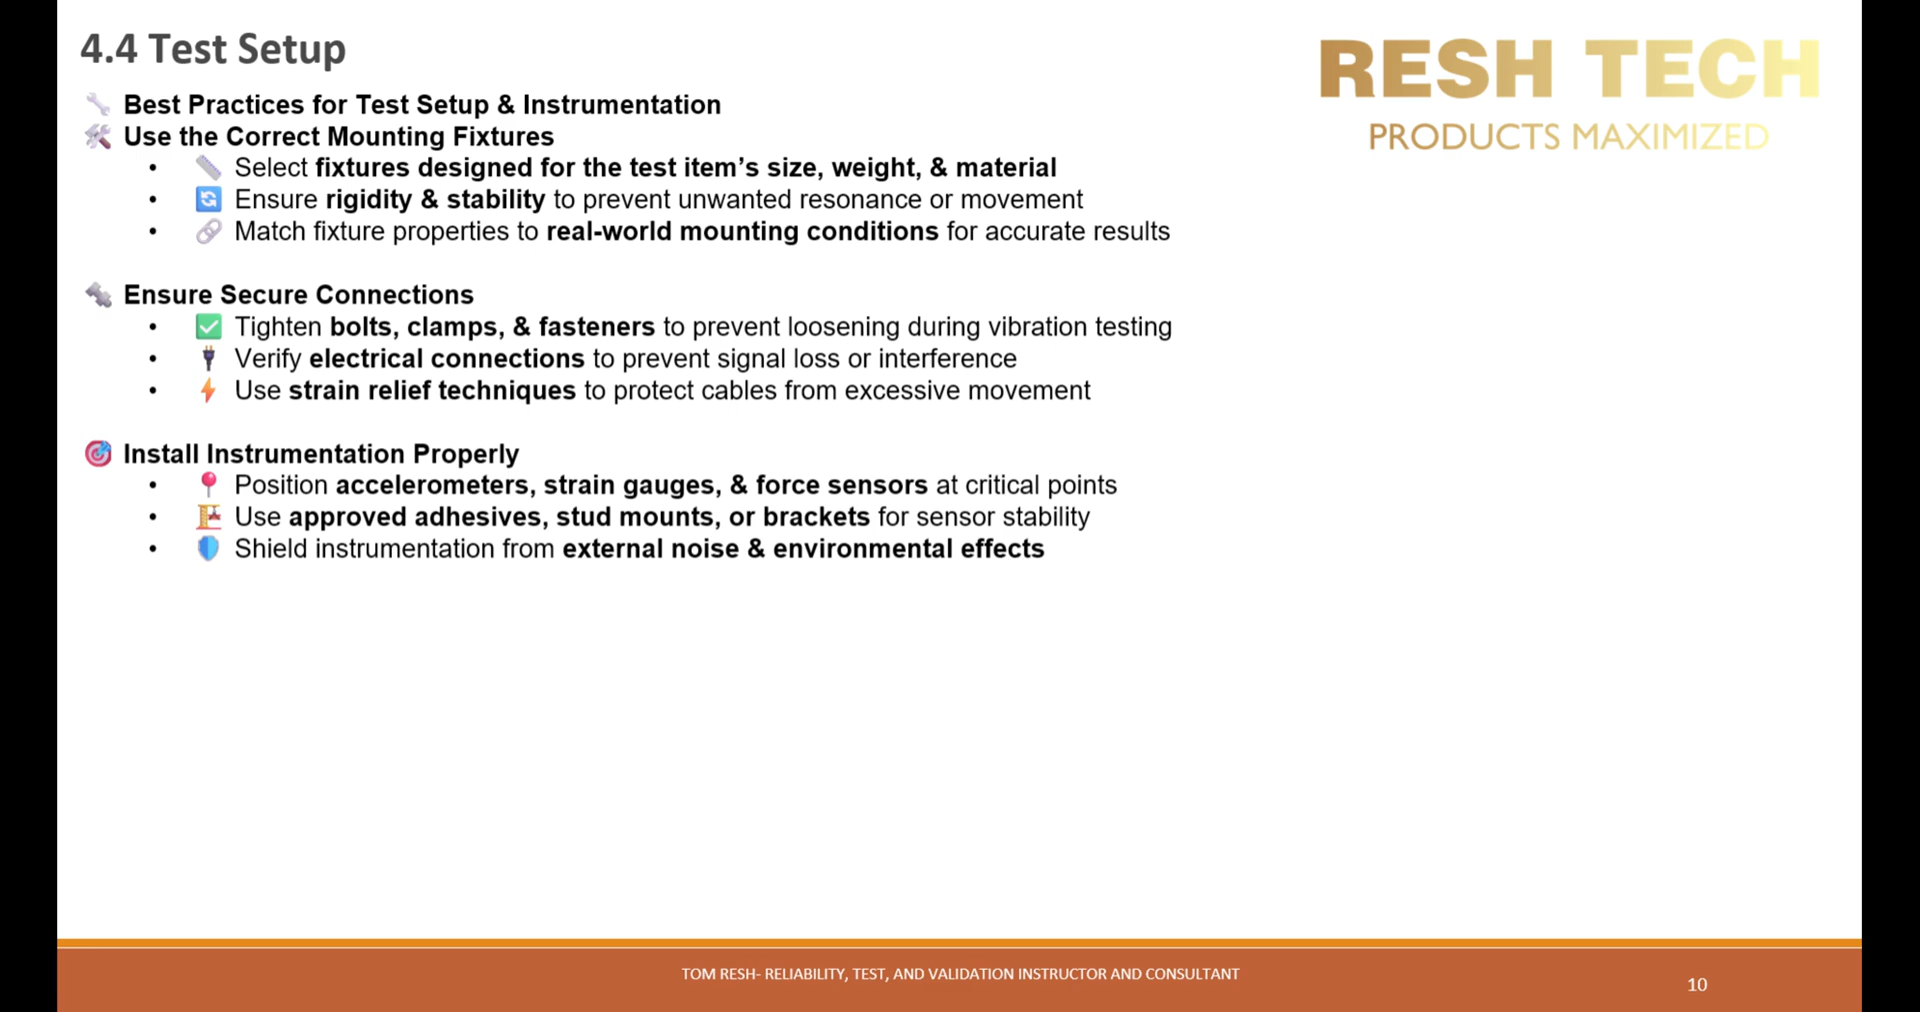 4.4 Test Setup
RESH TECH
PRODUCTS MAXIMIZED
Best Practices for Test Setup & Instrumentation
Use the Correct Mounting Fixtures
• Select fixtures designed for the test item’s size, weight, & material
• Ensure rigidity & stability to prevent unwanted resonance or movement
• Match fixture properties to real-world mounting conditions for accurate results
Ensure Secure Connections
• Tighten bolts, clamps, & fasteners to prevent loosening during vibration testing
• Verify electrical connections to prevent signal loss or interference
• Use strain relief techniques to protect cables from excessive movement
Install Instrumentation Properly
• Position accelerometers, strain gauges, & force sensors at critical points
• Use approved adhesives, stud mounts, or brackets for sensor stability
• Shield instrumentation from external noise & environmental effects
TOM RESH- RELIABILITY, TEST, AND VALIDATION INSTRUCTOR AND CONSULTANT
10